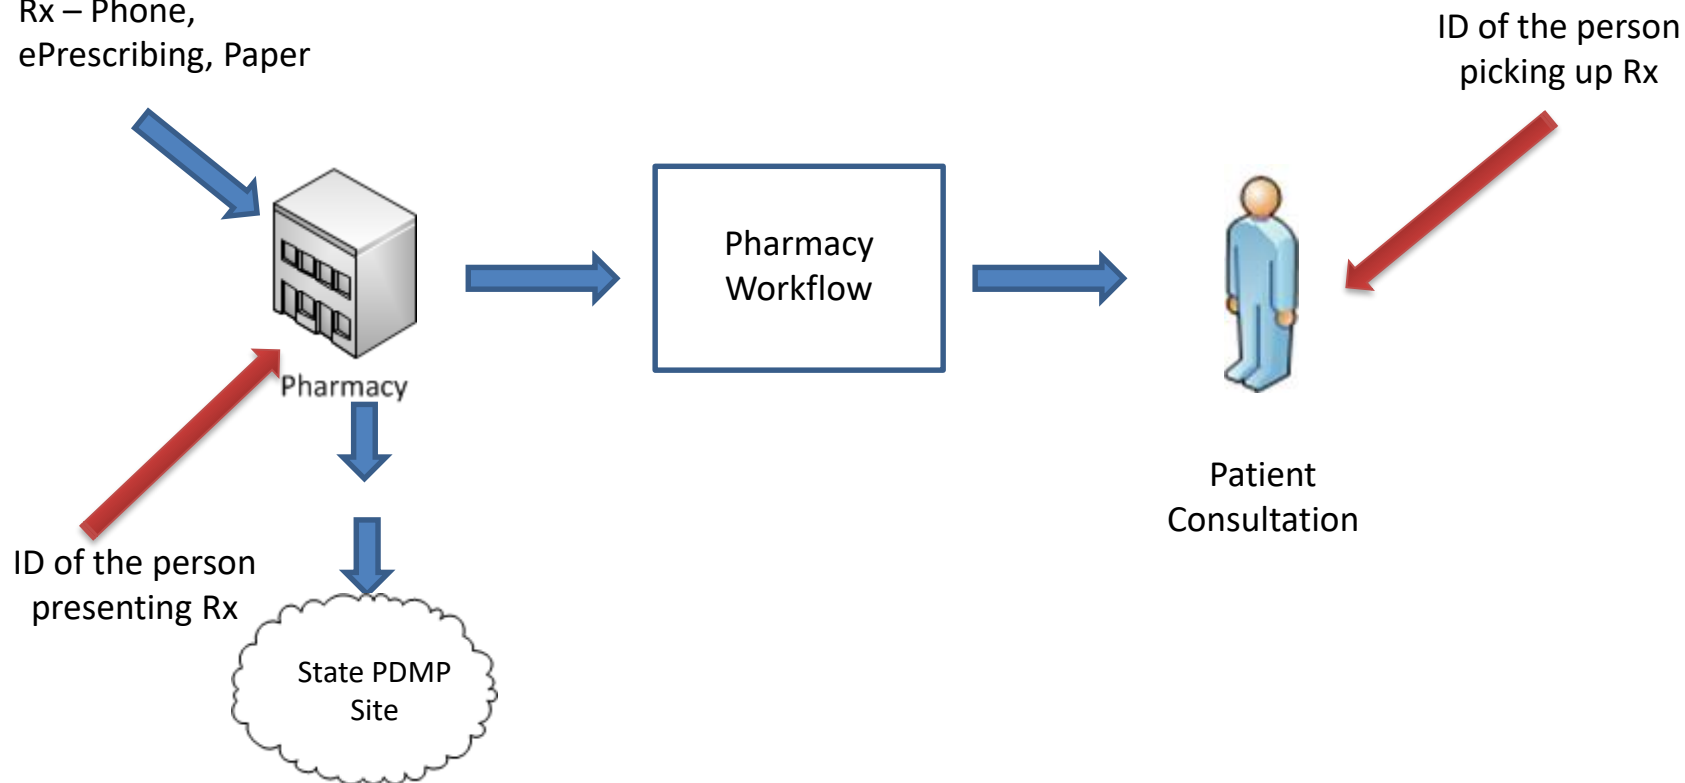 Rx – Phone,
ePrescribing, Paper
ID of the person
picking up Rx
Pharmacy
Workflow
Pharmacy
Patient
Consultation
ID of the person
presenting Rx
State PDMP
Site